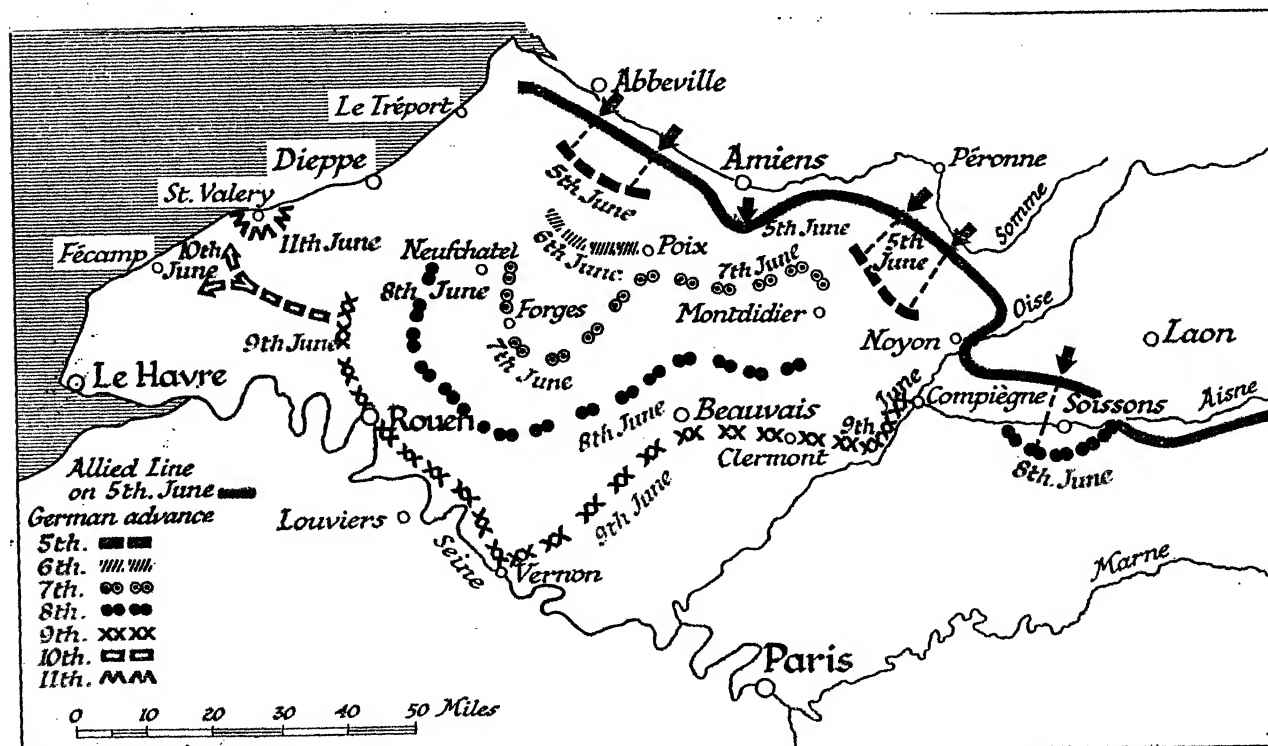 Abbeville
Le Tréport
Dieppe
Amiens
Péronne
St. Valery
5th June
5th June
5th
June
Somme
11th June
Fécamp
10th
June
Neufchatel
6th June
Poix
7th June
8th June
Forges
Montdidier
Oise
9th June
7th June
Noyon
Laon
Le Havre
Rouen
8th June
Beauvais
9th June
Compiègne
Soissons
Aisne
Clermont
8th June
Allied Line
on 5th. June
German advance
5th.
6th.
7th.
8th.
9th.
10th.
11th.
Louviers
9th June
Seine
Vernon
Marne
Paris
0 10 20 30 40 50 Miles